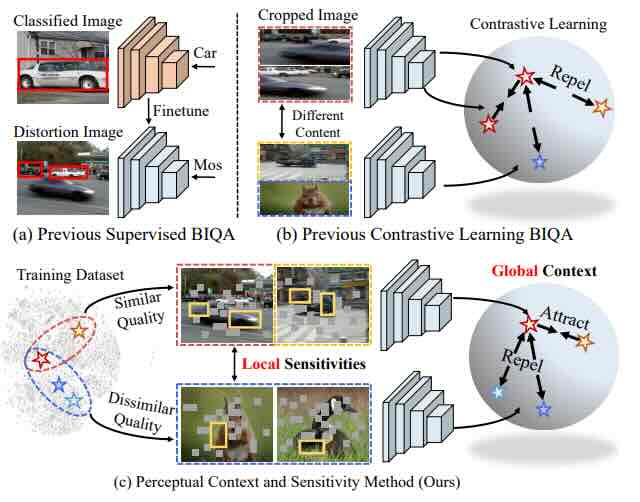 Classified Image
Car
Finetune
Distortion Image
Mos
(a) Previous Supervised BIQA
Cropped Image
Different
Content
Contrastive Learning
Repel
(b) Previous Contrastive Learning BIQA
Training Dataset
Similar
Quality
Dissimilar
Quality
Local Sensitivities
Global Context
Attract
Repel
(c) Perceptual Context and Sensitivity Method (Ours)